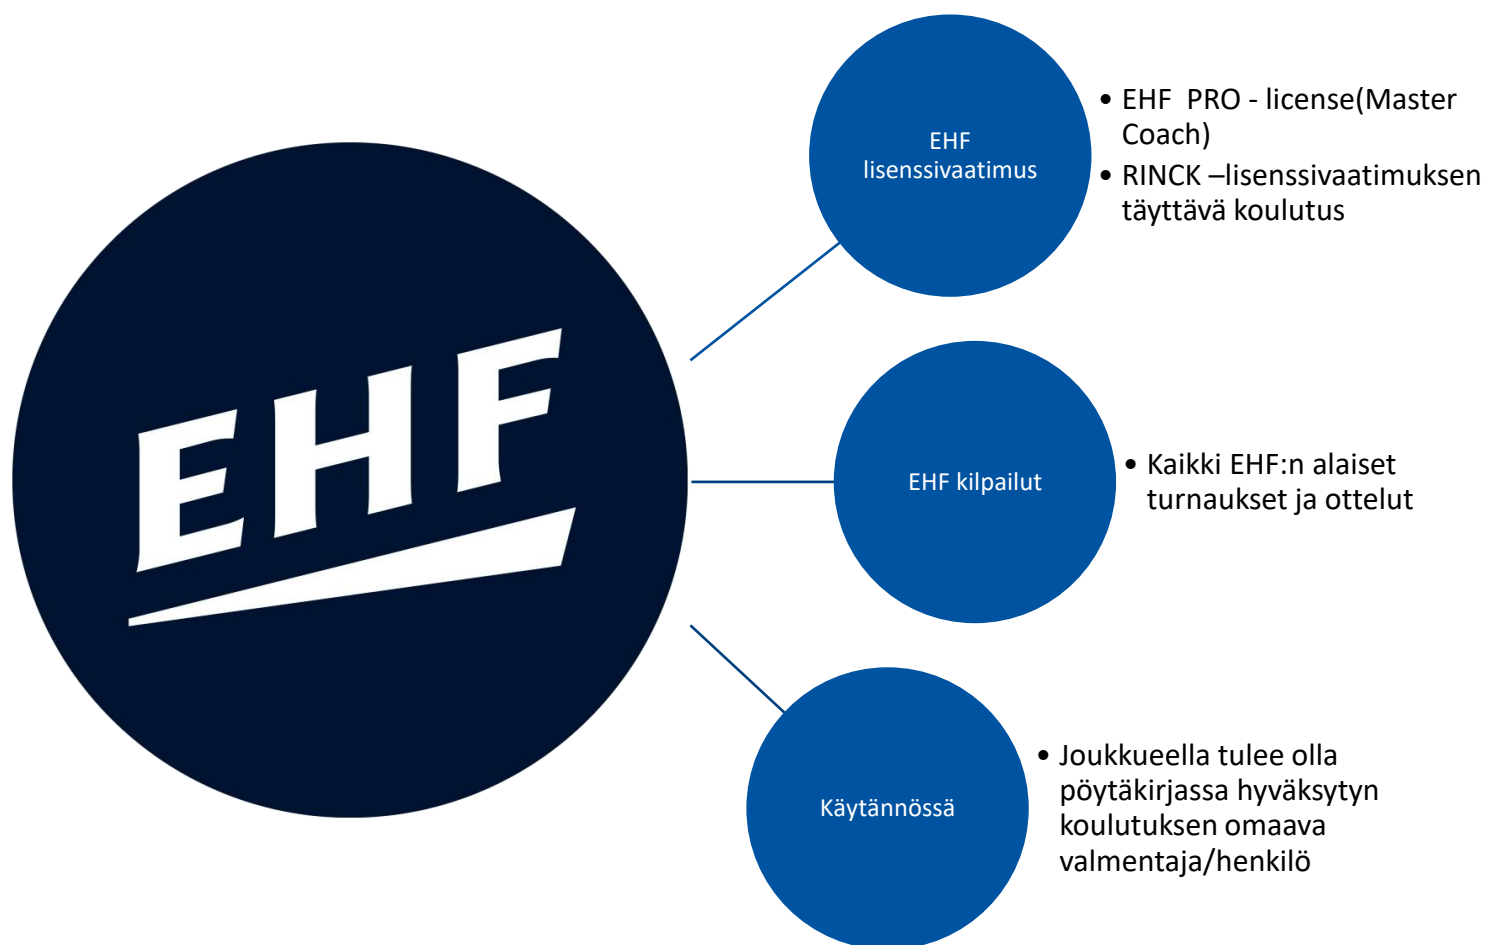 EHF
EHF
lisenssivaatimus
• EHF  PRO - license(Master
Coach)
• RINCK –lisenssivaatimuksen
täyttävä koulutus
EHF kilpailut
• Kaikki EHF:n alaiset
turnaukset ja ottelut
Käytännössä
• Joukkueella tulee olla
pöytäkirjassa hyväksytyn
koulutuksen omaava
valmentaja/henkilö